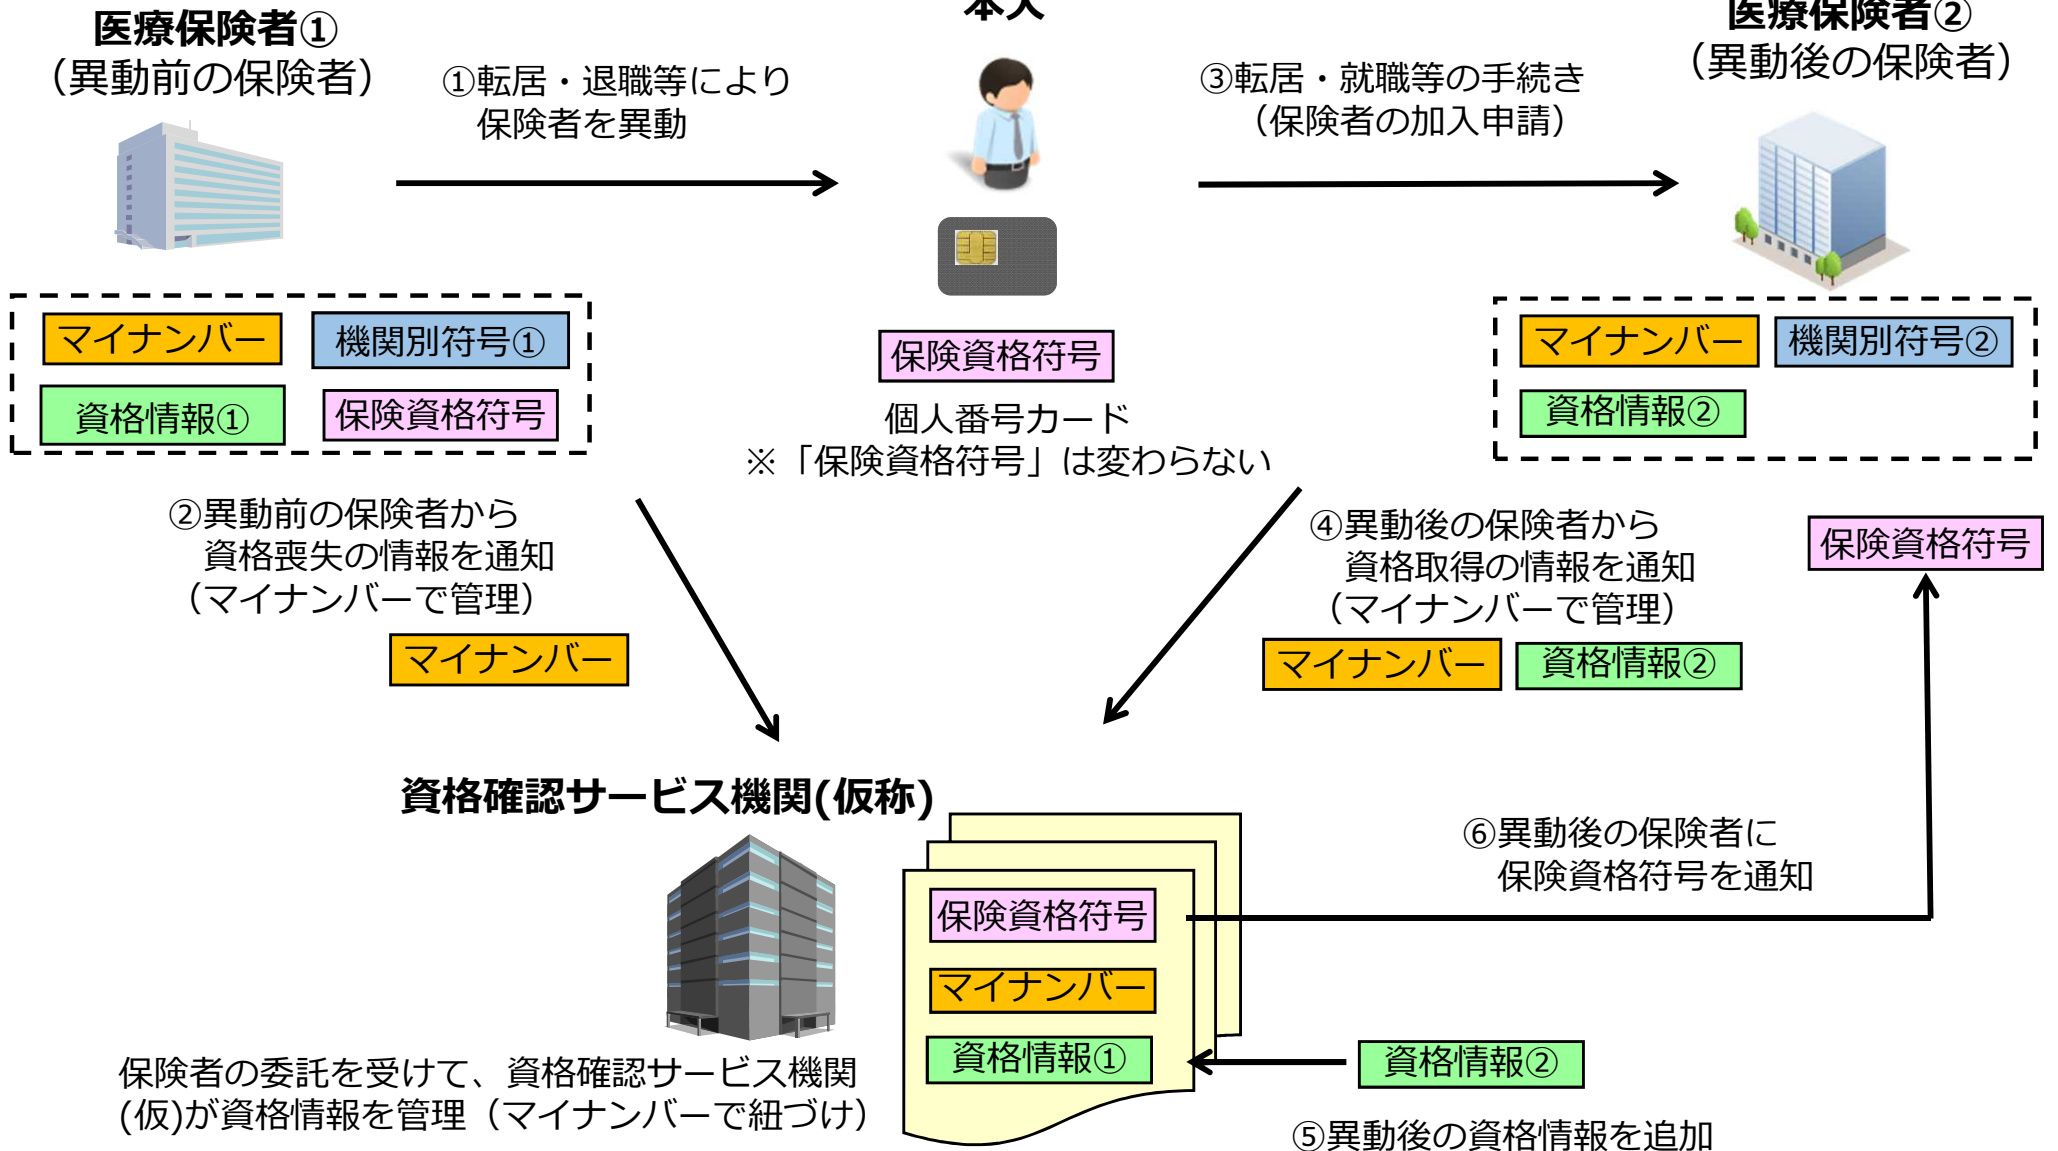 医療保険者①
（異動前の保険者）
①転居・退職等により
保険者を異動
本人
③転居・就職等の手続き
（保険者の加入申請）
医療保険者②
（異動後の保険者）
マイナンバー
機関別符号①
資格情報①
保険資格符号
保険資格符号
個人番号カード
※「保険資格符号」は変わらない
マイナンバー
機関別符号②
資格情報②
②異動前の保険者から
資格喪失の情報を通知
（マイナンバーで管理）
マイナンバー
④異動後の保険者から
資格取得の情報を通知
（マイナンバーで管理）
マイナンバー
資格情報②
保険資格符号
資格確認サービス機関(仮称)
⑥異動後の保険者に
保険資格符号を通知
保険資格符号
マイナンバー
資格情報①
資格情報②
保険者の委託を受けて、資格確認サービス機関
(仮)が資格情報を管理（マイナンバーで紐づけ）
⑤異動後の資格情報を追加